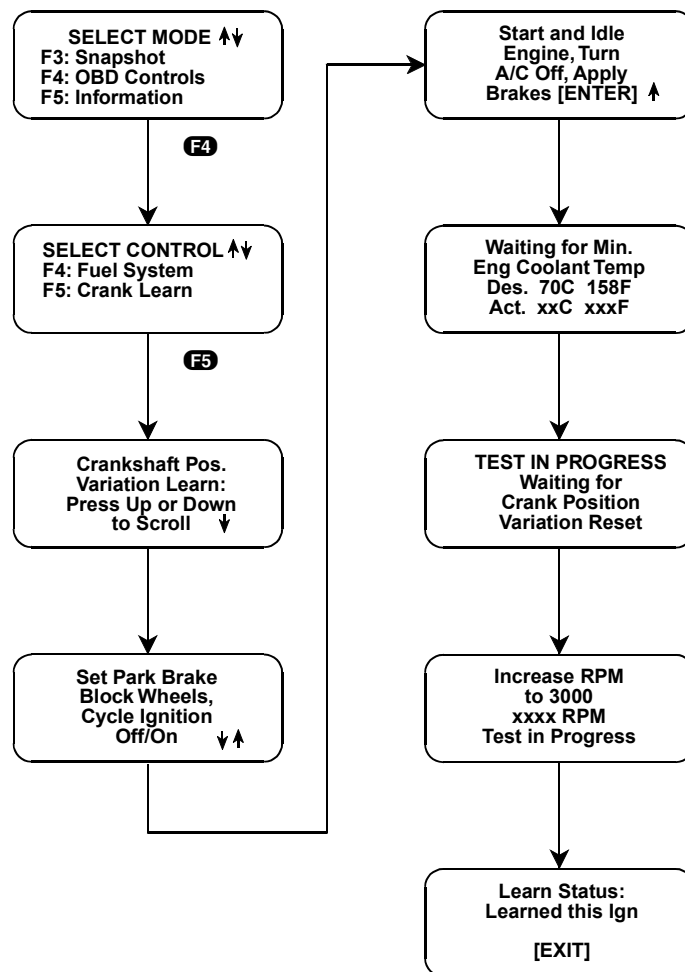 SELECT MODE
F3: Snapshot
F4: OBD Controls
F5: Information
F4
SELECT CONTROL
F4: Fuel System
F5: Crank Learn
F5
Crankshaft Pos.
Variation Learn:
Press Up or Down
to Scroll
Set Park Brake
Block Wheels,
Cycle Ignition
Off/On
Start and Idle
Engine, Turn
A/C Off, Apply
Brakes [ENTER]
Waiting for Min.
Eng Coolant Temp
Des. 70C 158F
Act. xxC xxxF
TEST IN PROGRESS
Waiting for
Crank Position
Variation Reset
Increase RPM
to 3000
xxxx RPM
Test in Progress
Learn Status:
Learned this Ign
[EXIT]